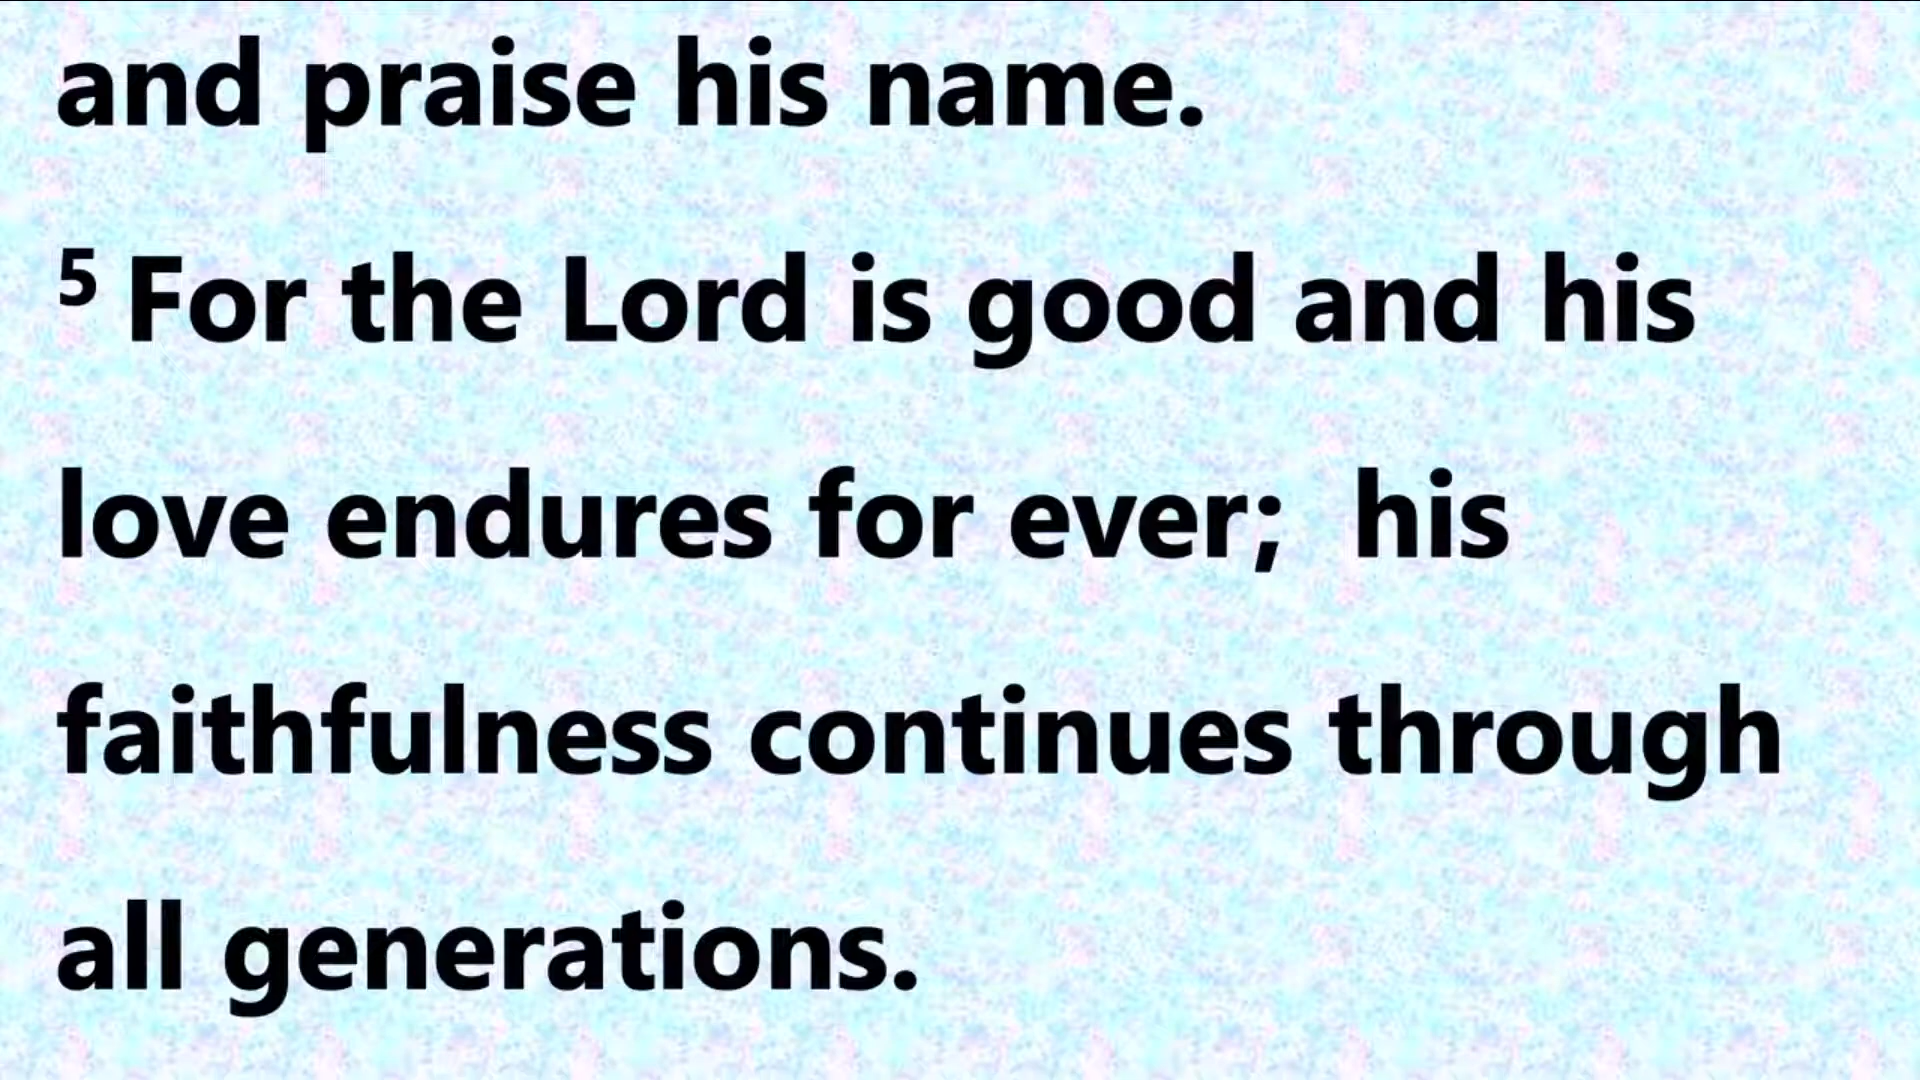 and praise his name.
5 For the Lord is good and his
love endures for ever;  his
faithfulness continues through
all generations.